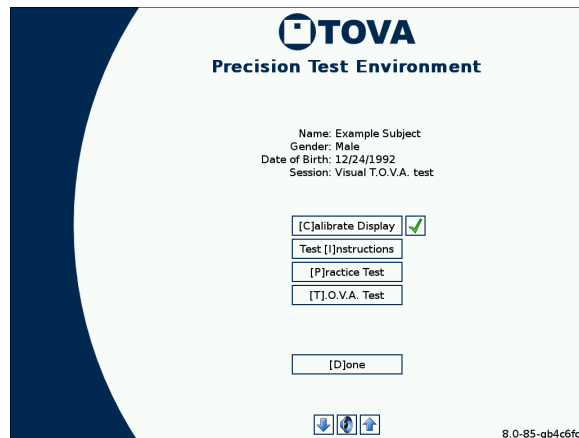 TOVA
Precision Test Environment
Name: Example Subject
Gender: Male
Date of Birth: 12/24/1992
Session: Visual T.O.V.A. test
[C]alibrate Display
Test [I]nstructions
[P]ractice Test
[T].O.V.A. Test
[D]one